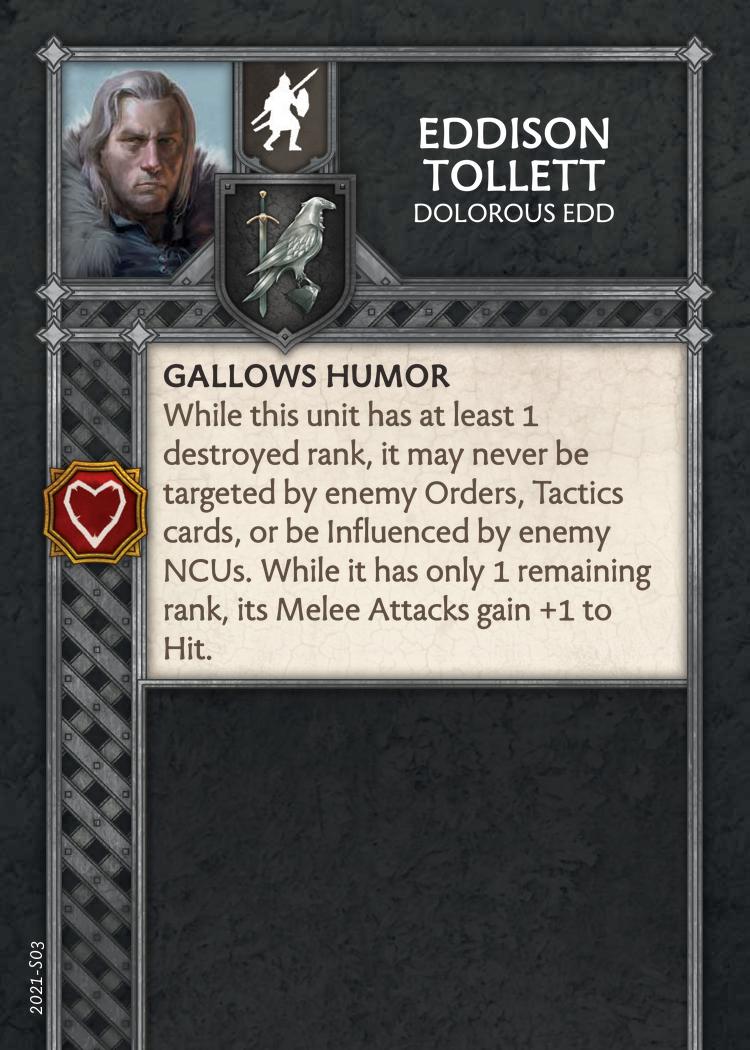 EDDISON
TOLLETT
DOLOROUS EDD
GALLOWS HUMOR
While this unit has at least 1
destroyed rank, it may never be
targeted by enemy Orders, Tactics
cards, or be Influenced by enemy
NCUs. While it has only 1 remaining
rank, its Melee Attacks gain +1 to
Hit.
2021-S03